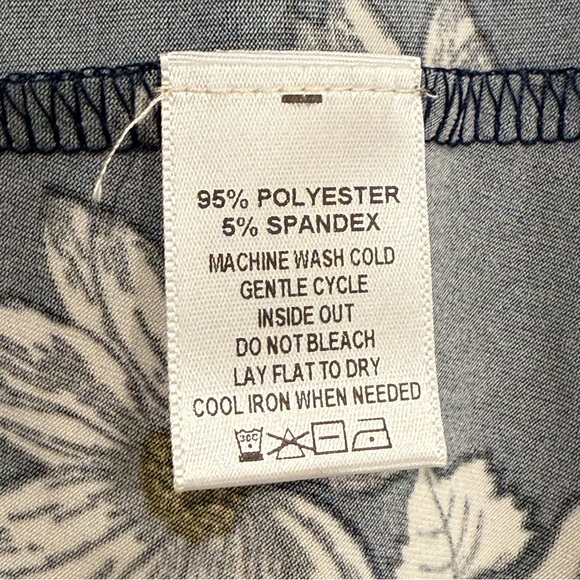 95% POLYESTER
5% SPANDEX
MACHINE WASH COLD
GENTLE CYCLE
INSIDE OUT
DO NOT BLEACH
LAY FLAT TO DRY
COOL IRON WHEN NEEDED
30C